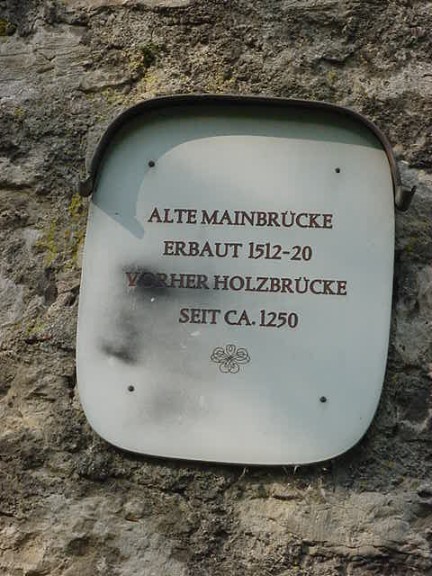 ALTE MAINBRÜCKE
ERBAUT 1512-20
VORHER HOLZBRÜCKE
SEIT CA. 1250